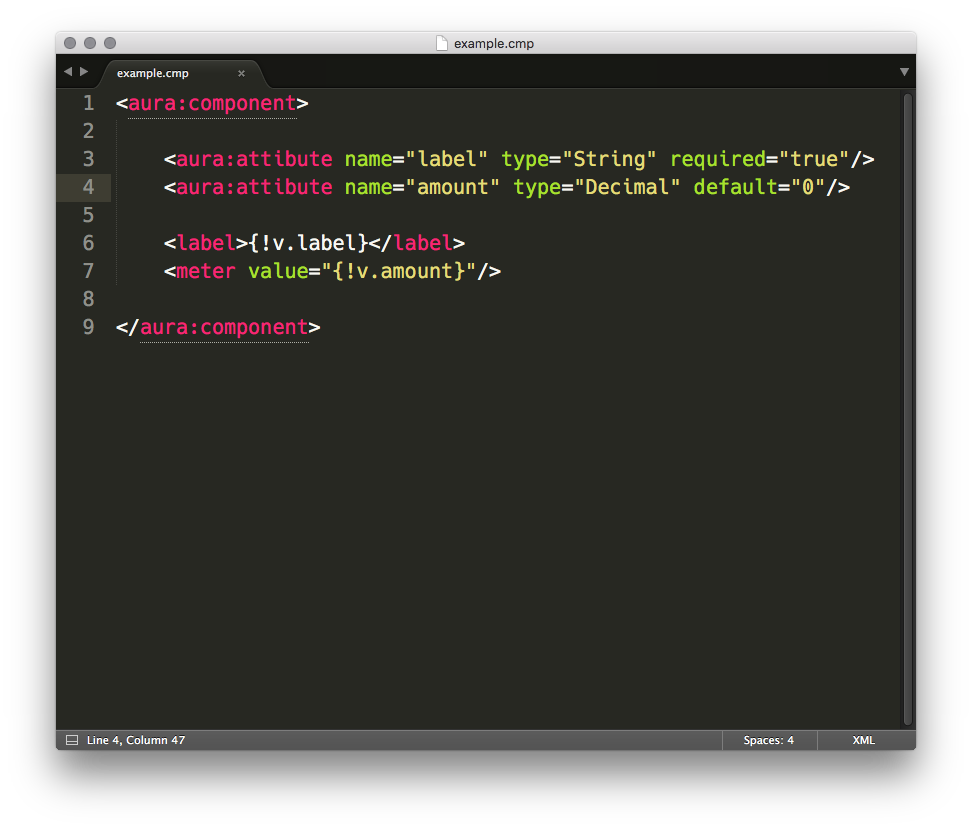 example.cmp
example.cmp ×
1 <aura:component>
2
3     <aura:attibute name="label" type="String" required="true"/>
4     <aura:attibute name="amount" type="Decimal" default="0"/>
5
6     <label>{!v.label}</label>
7     <meter value="{!v.amount}"/>
8
9 </aura:component>
Line 4, Column 47 Spaces: 4 XML